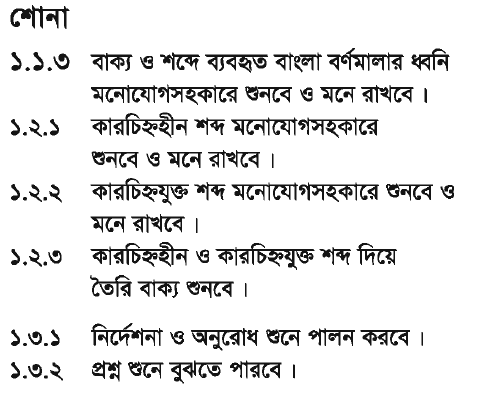 শোনা
১.১.৩ বাক্য ও শব্দে ব্যবহৃত বাংলা বর্ণমালার ধ্বনি
মনোযোগসহকারে শুনবে ও মনে রাখবে।
১.২.১ কারচিহ্নহীন শব্দ মনোযোগসহকারে
শুনবে ও মনে রাখবে।
১.২.২ কারচিহ্নযুক্ত শব্দ মনোযোগসহকারে শুনবে ও
মনে রাখবে।
১.২.৩ কারচিহ্নহীন ও কারচিহ্নযুক্ত শব্দ দিয়ে
তৈরি বাক্য শুনবে।
১.৩.১ নির্দেশনা ও অনুরোধ শুনে পালন করবে।
১.৩.২ প্রশ্ন শুনে বুঝতে পারবে।